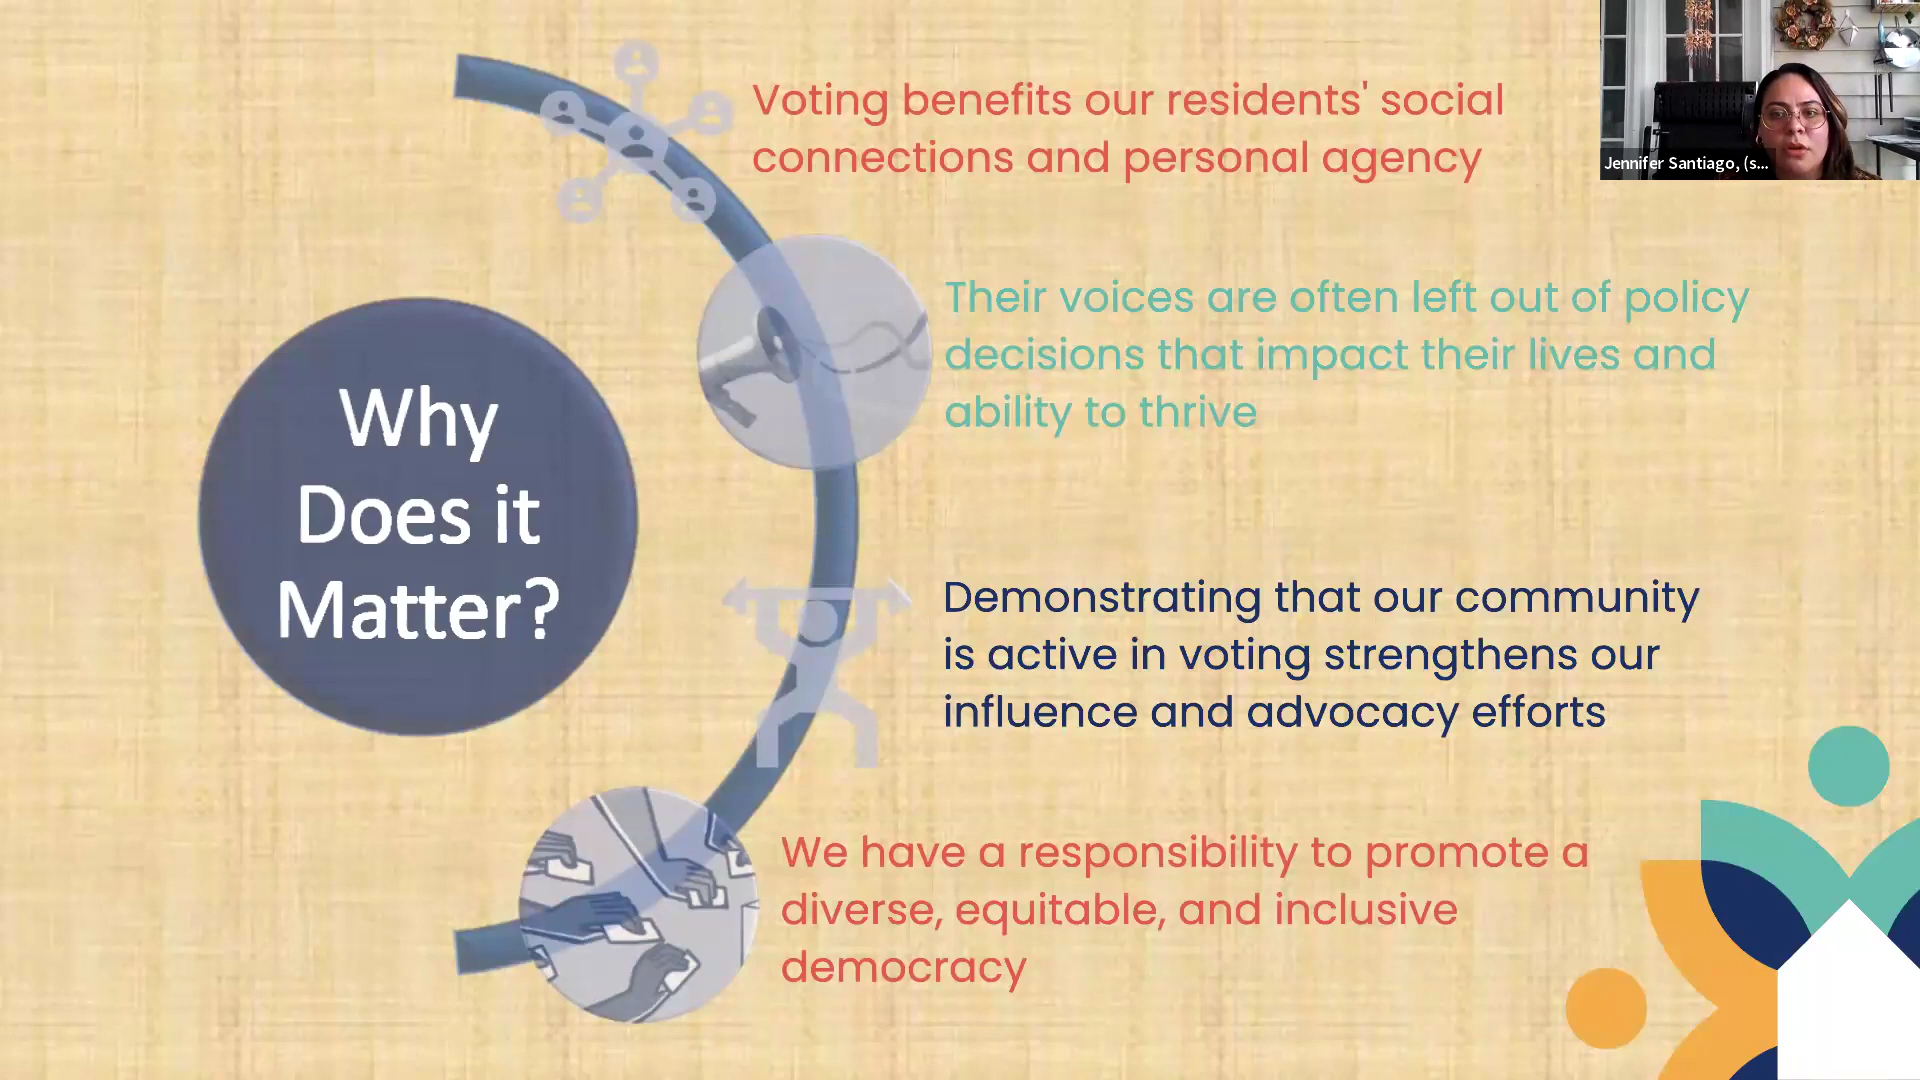 Why
Does it
Matter?
Voting benefits our residents' social
connections and personal agency
Their voices are often left out of policy
decisions that impact their lives and
ability to thrive
Demonstrating that our community
is active in voting strengthens our
influence and advocacy efforts
We have a responsibility to promote a
diverse, equitable, and inclusive
democracy
Jennifer Santiago, (s...